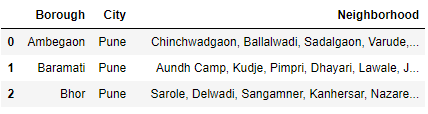 Borough City Neighborhood
0 Ambegaon Pune Chinchwadgaon, Ballalwadi, Sadalgaon, Varude,...
1 Baramati Pune Aundh Camp, Kudje, Pimpri, Dhayari, Lawale, J...
2 Bhor Pune Sarole, Delwadi, Sangamner, Kanhersar, Nazare...